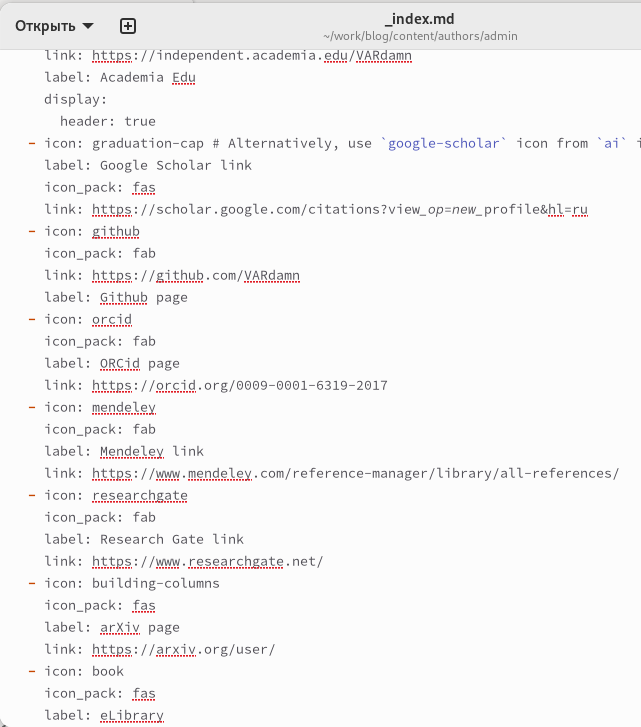 Открыть
_index.md
~/work/blog/content/authors/admin
link: https://independent.academia.edu/VARdamn
label: Academia Edu
display:
header: true
- icon: graduation-cap # Alternatively, use `google-scholar` icon from `ai` i
label: Google Scholar link
icon_pack: fas
link: https://scholar.google.com/citations?view_op=new_profile&hl=ru
- icon: github
icon_pack: fab
link: https://github.com/VARdamn
label: Github page
- icon: orcid
icon_pack: fab
label: ORCid page
link: https://orcid.org/0009-0001-6319-2017
- icon: mendeley
icon_pack: fab
label: Mendeley link
link: https://www.mendeley.com/reference-manager/library/all-references/
- icon: researchgate
icon_pack: fab
label: Research Gate link
link: https://www.researchgate.net/
- icon: building-columns
icon_pack: fas
label: arXiv page
link: https://arxiv.org/user/
- icon: book
icon_pack: fas
label: eLibrary